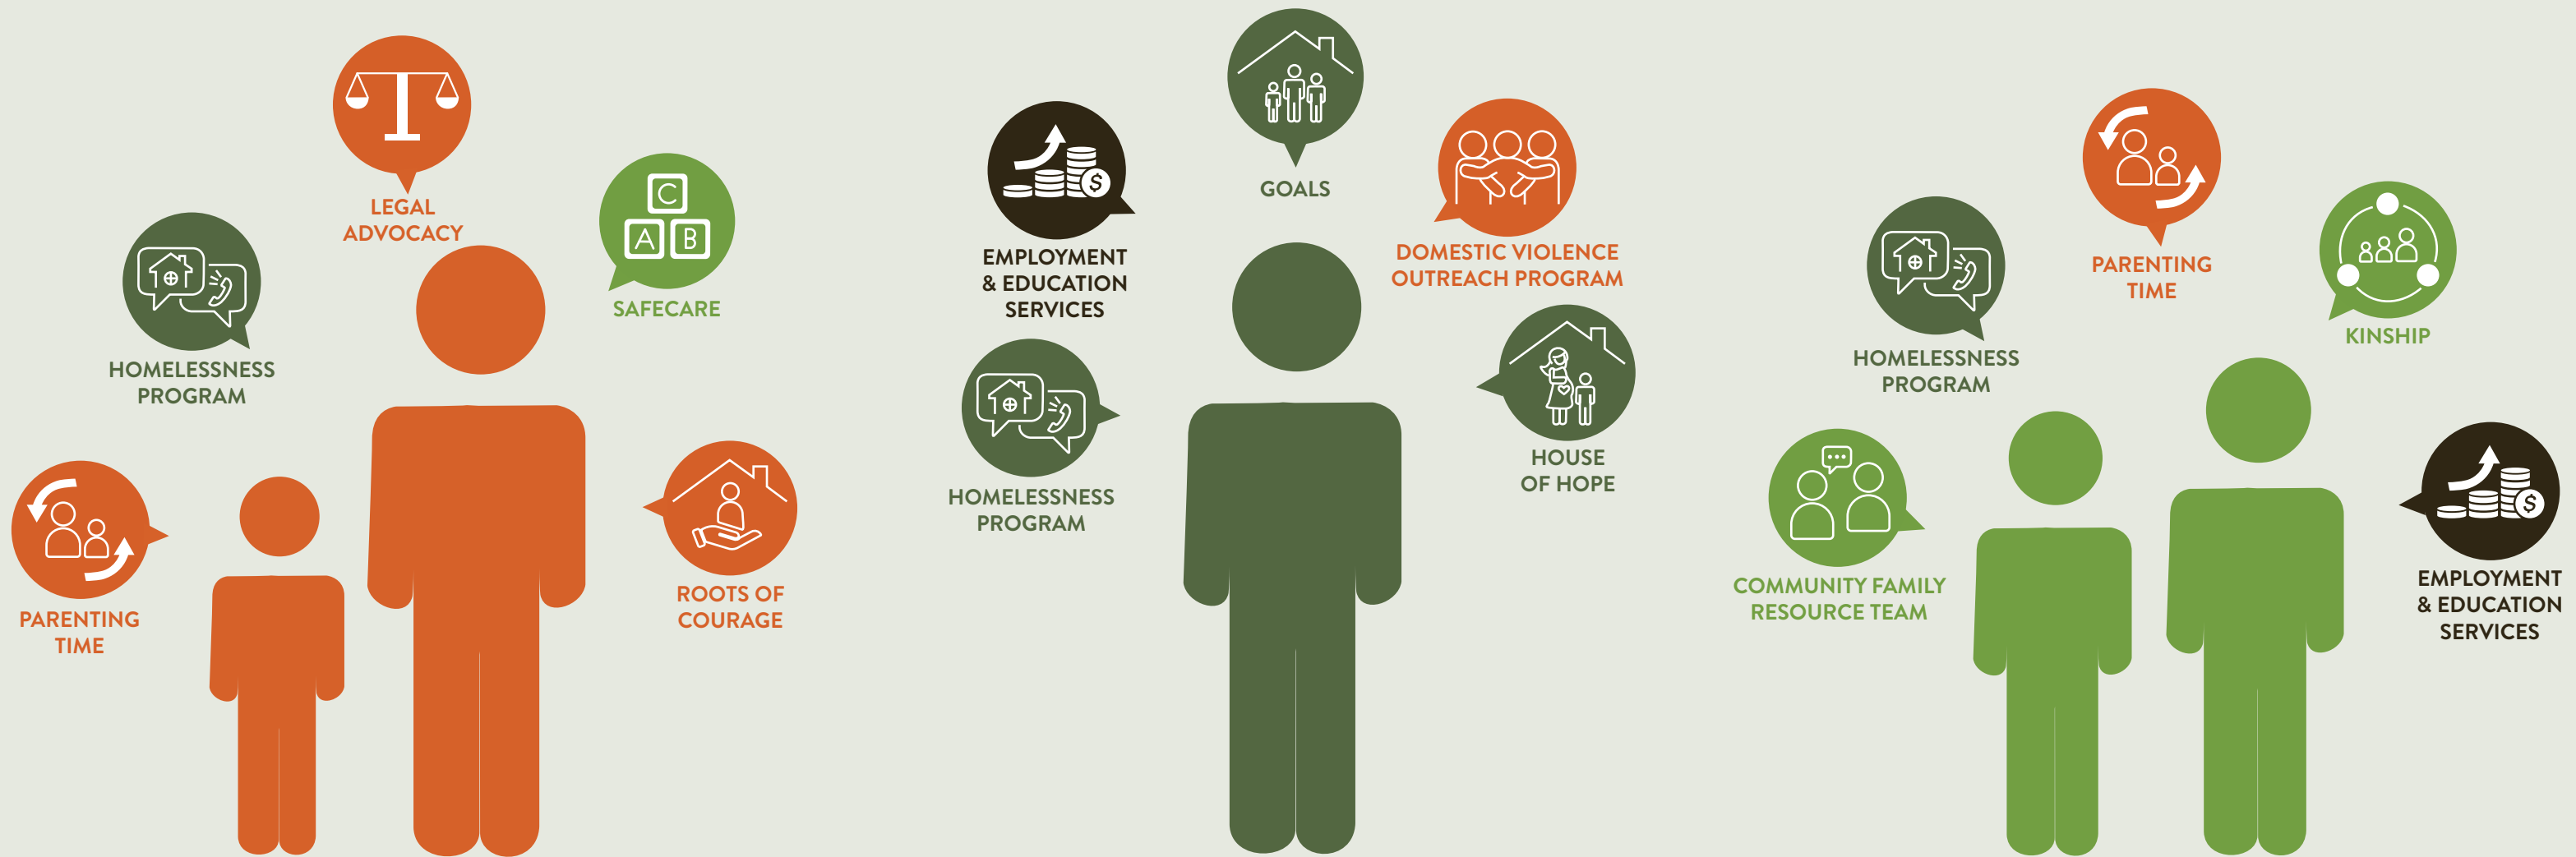 LEGAL
ADVOCACY
C
A B
SAFECARE
HOMELESSNESS
PROGRAM
PARENTING
TIME
ROOTS OF
COURAGE
GOALS
$
EMPLOYMENT
& EDUCATION
SERVICES
DOMESTIC VIOLENCE
OUTREACH PROGRAM
HOMELESSNESS
PROGRAM
HOUSE
OF HOPE
PARENTING
TIME
KINSHIP
HOMELESSNESS
PROGRAM
COMMUNITY FAMILY
RESOURCE TEAM
$
EMPLOYMENT
& EDUCATION
SERVICES